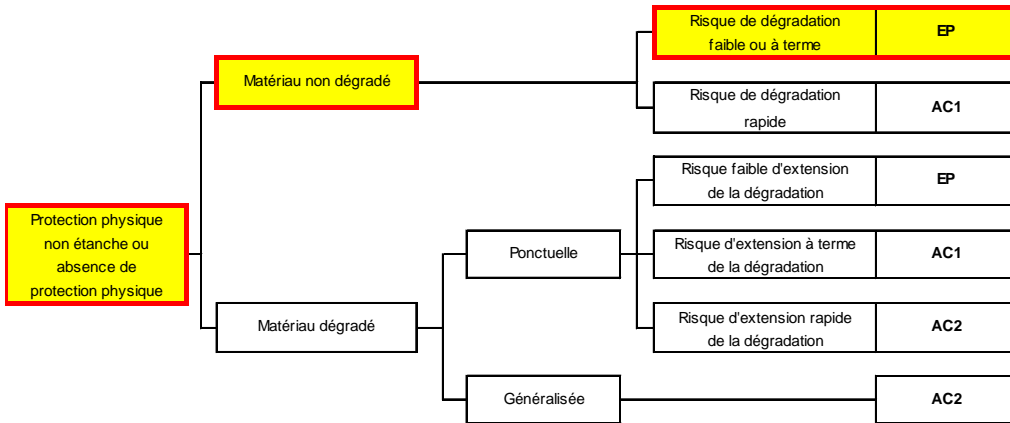 Risque de dégradation
faible ou à terme
EP
Matériau non dégradé
Risque de dégradation
rapide
AC1
Risque faible d'extension
de la dégradation
EP
Protection physique
non étanche ou
absence de
protection physique
Ponctuelle
Risque d'extension à terme
de la dégradation
AC1
Matériau dégradé
Risque d'extension rapide
de la dégradation
AC2
Généralisée
AC2